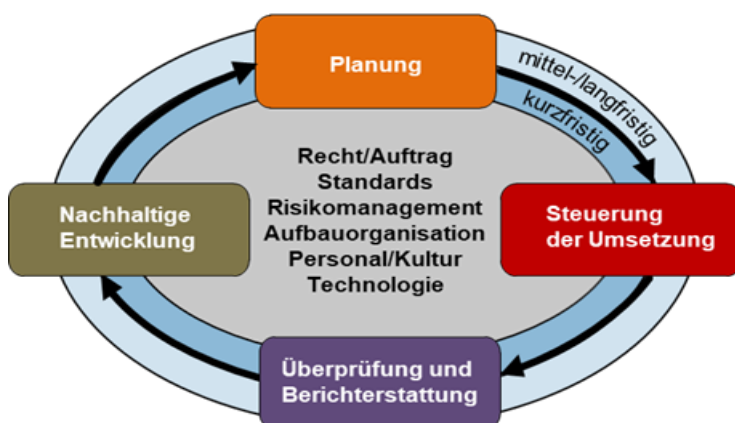 Planung
mittel-/langfristig
kurzfristig
Recht/Auftrag
Standards
Risikomanagement
Aufbauorganisation
Personal/Kultur
Technologie
Nachhaltige
Entwicklung
Steuerung
der Umsetzung
Überprüfung und
Berichterstattung